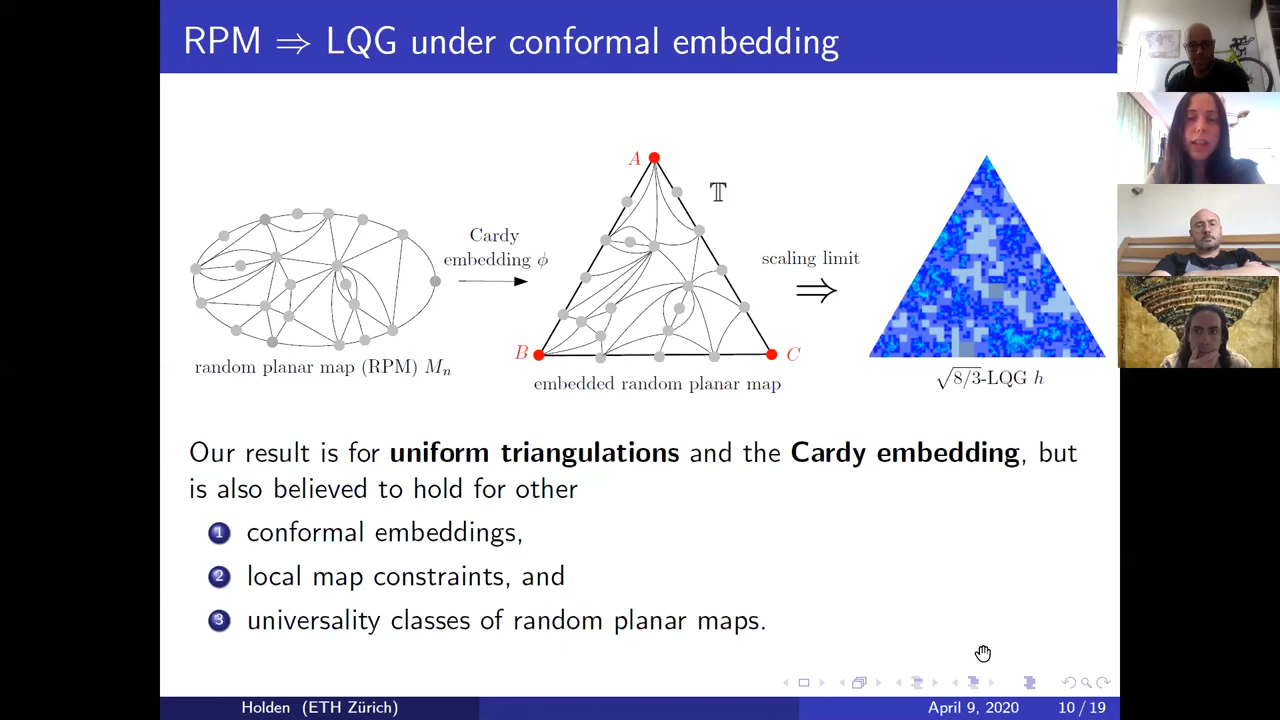 RPM ⇒ LQG under conformal embedding
A
𝕋
Cardy
embedding ϕ
scaling limit
⇒
B
C
random planar map (RPM) Mₙ
embedded random planar map
√8/3-LQG h
Our result is for uniform triangulations and the Cardy embedding, but
is also believed to hold for other
1 conformal embeddings,
2 local map constraints, and
3 universality classes of random planar maps.
Holden (ETH Zürich)
April 9, 2020
10 / 19